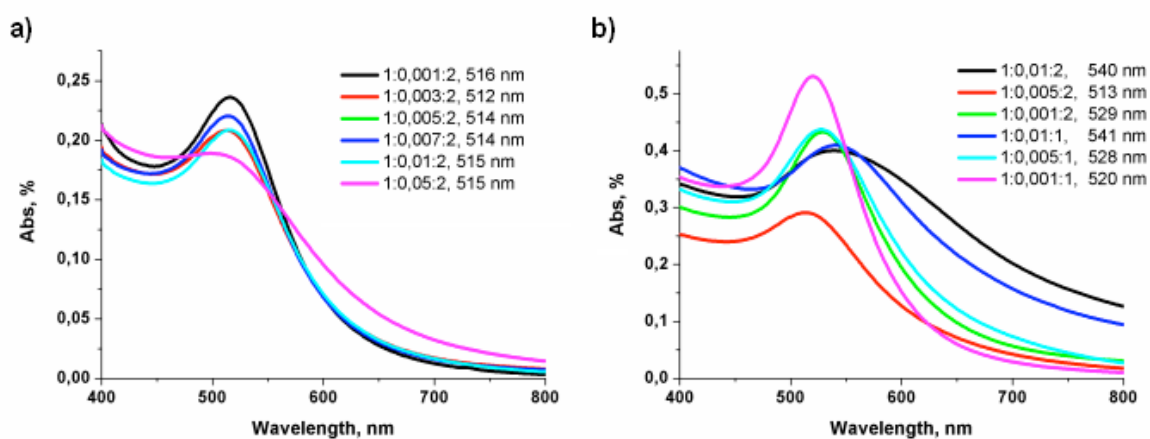 a)
0,25
0,20
0,15
0,10
0,05
0,00
Abs, %
400
500
600
700
800
Wavelength, nm
1:0,001:2, 516 nm
1:0,003:2, 512 nm
1:0,005:2, 514 nm
1:0,007:2, 514 nm
1:0,01:2, 515 nm
1:0,05:2, 515 nm
b)
0,5
0,4
0,3
0,2
0,1
0,0
Abs, %
400
500
600
700
800
Wavelength, nm
1:0,01:2, 540 nm
1:0,005:2, 513 nm
1:0,001:2, 529 nm
1:0,01:1, 541 nm
1:0,005:1, 528 nm
1:0,001:1, 520 nm